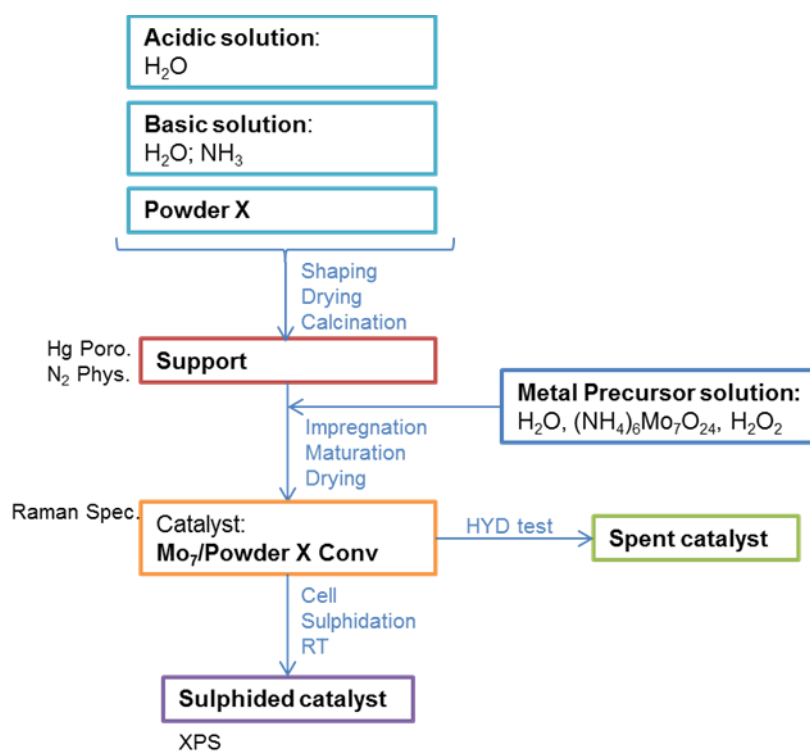 Acidic solution:
H₂O
Basic solution:
H₂O; NH₃
Powder X
Shaping
Drying
Calcination
Hg Poro.
N₂ Phys.
Support
Metal Precursor solution:
H₂O, (NH₄)₆Mo₇O₂₄, H₂O₂
Impregnation
Maturation
Drying
Raman Spec.
Catalyst:
Mo₇/Powder X Conv
HYD test
Spent catalyst
Cell
Sulphidation
RT
Sulphided catalyst
XPS